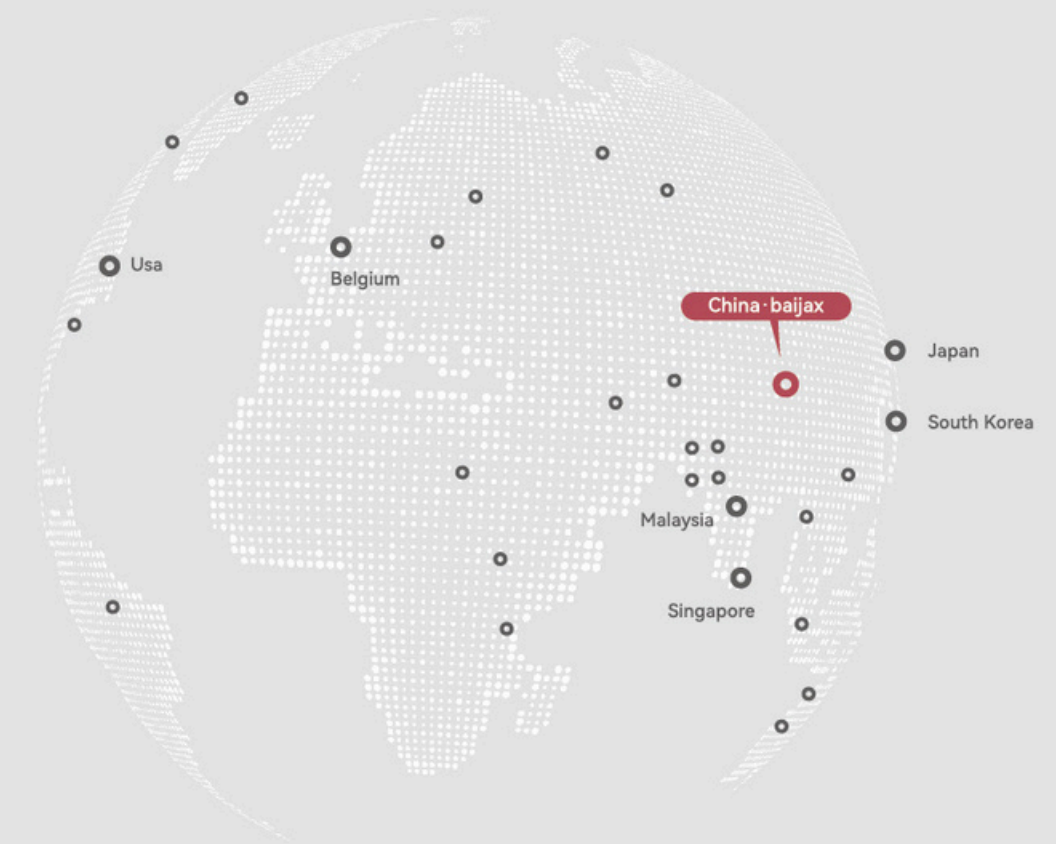 Usa
Belgium
China·baijax
Japan
South Korea
Malaysia
Singapore